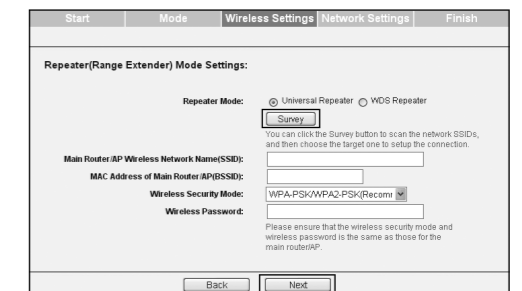 Start Mode Wireless Settings Network Settings Finish
Repeater(Range Extender) Mode Settings:
Repeater Mode: Universal Repeater WDS Repeater
Survey
You can click the Survey button to scan the network SSIDs,
and then choose the target one to setup the connection.
Main Router/AP Wireless Network Name(SSID):
MAC Address of Main Router/AP(BSSID):
Wireless Security Mode: WPA-PSK/WPA2-PSK(Recomr
Wireless Password:
Please ensure that the wireless security mode and
wireless password is the same as those for the
main router/AP.
Back Next